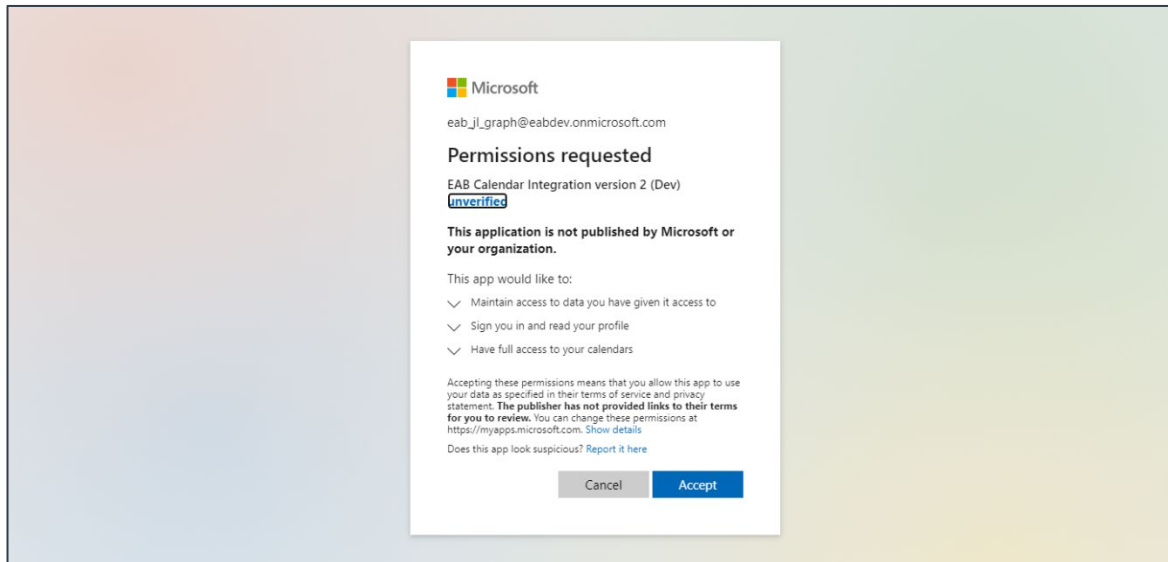 Microsoft
eab_jl_graph@eabdev.onmicrosoft.com
Permissions requested
EAB Calendar Integration version 2 (Dev)
unverified
This application is not published by Microsoft or
your organization.
This app would like to:
Maintain access to data you have given it access to
Sign you in and read your profile
Have full access to your calendars
Accepting these permissions means that you allow this app to use
your data as specified in their terms of service and privacy
statement. The publisher has not provided links to their terms
for you to review. You can change these permissions at
https://myapps.microsoft.com. Show details
Does this app look suspicious? Report it here
Cancel Accept